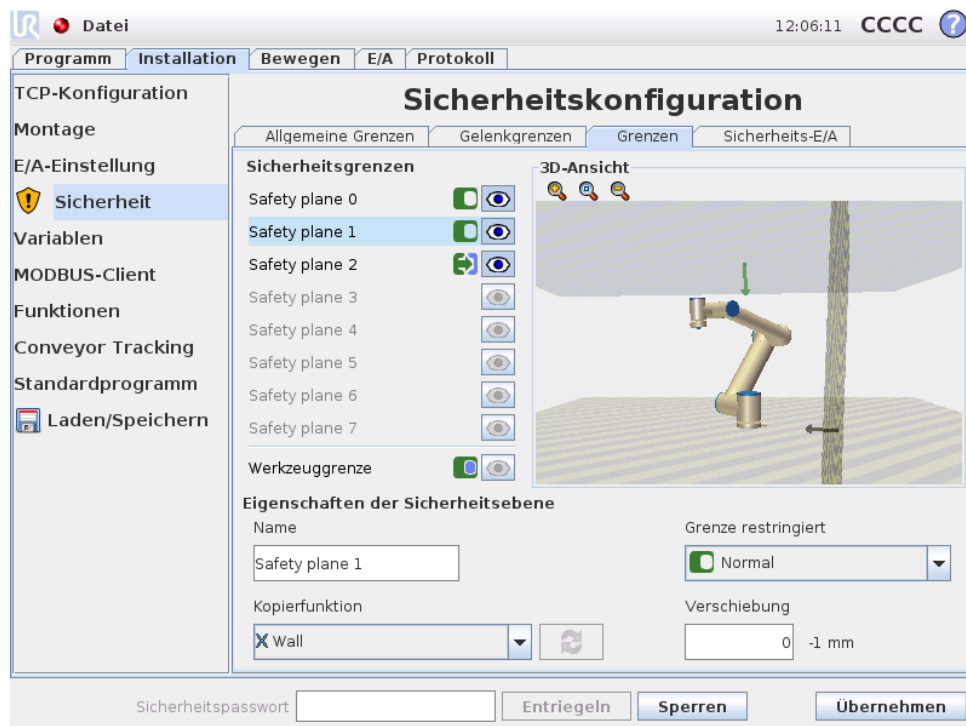 UR Datei 12:06:11 CCCC ?
Programm Installation Bewegen E/A Protokoll
TCP-Konfiguration
Montage
E/A-Einstellung
Sicherheit
Variablen
MODBUS-Client
Funktionen
Conveyor Tracking
Standardprogramm
Laden/Speichern
Sicherheitskonfiguration
Allgemeine Grenzen Gelenkgrenzen Grenzen Sicherheits-E/A
Sicherheitsgrenzen
Safety plane 0
Safety plane 1
Safety plane 2
Safety plane 3
Safety plane 4
Safety plane 5
Safety plane 6
Safety plane 7
Werkzeuggrenze
3D-Ansicht
Eigenschaften der Sicherheitsebene
Name
Safety plane 1
Grenze restringiert
Normal
Kopierfunktion
Wall
Verschiebung
0 -1 mm
Sicherheitspasswort Entriegeln Sperren Übernehmen